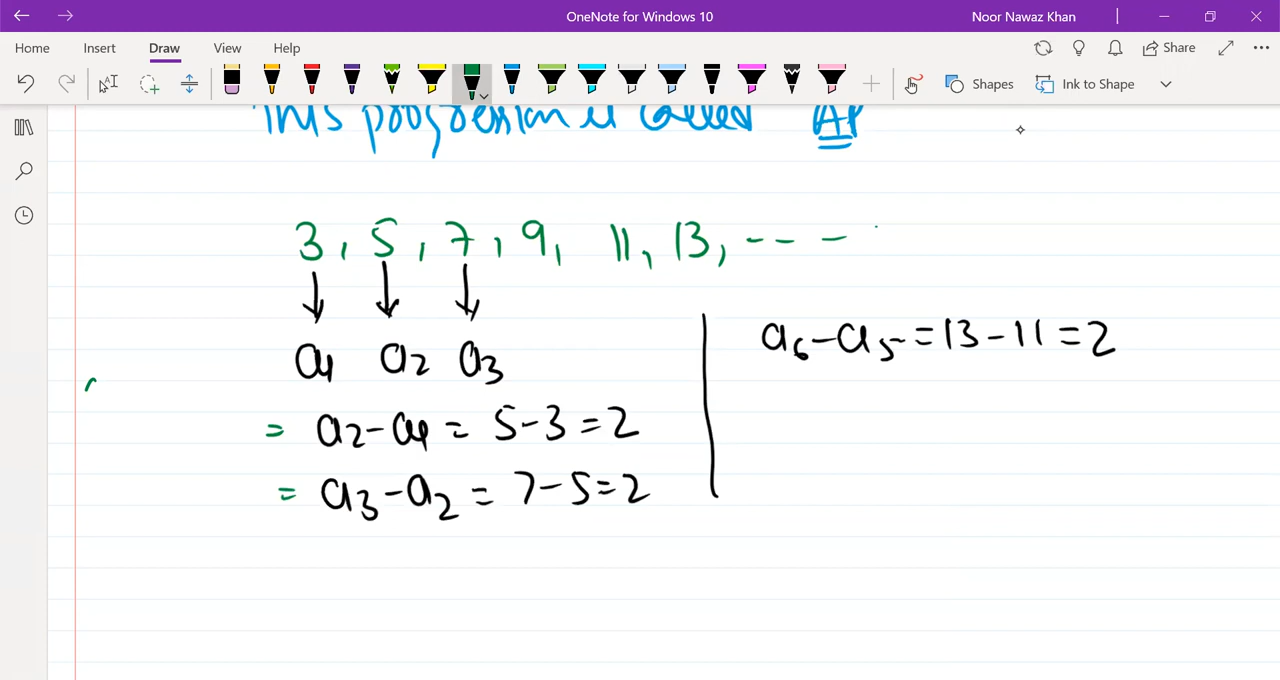 OneNote for Windows 10
Noor Nawaz Khan
Home Insert Draw View Help Share
Shapes Ink to Shape
This progression is called AP
3, 5, 7, 9, 11, 13, -- -
a1 a2 a3
a6-a5=13-11=2
= a2-a1 = 5-3=2
= a3-a2 = 7-5=2